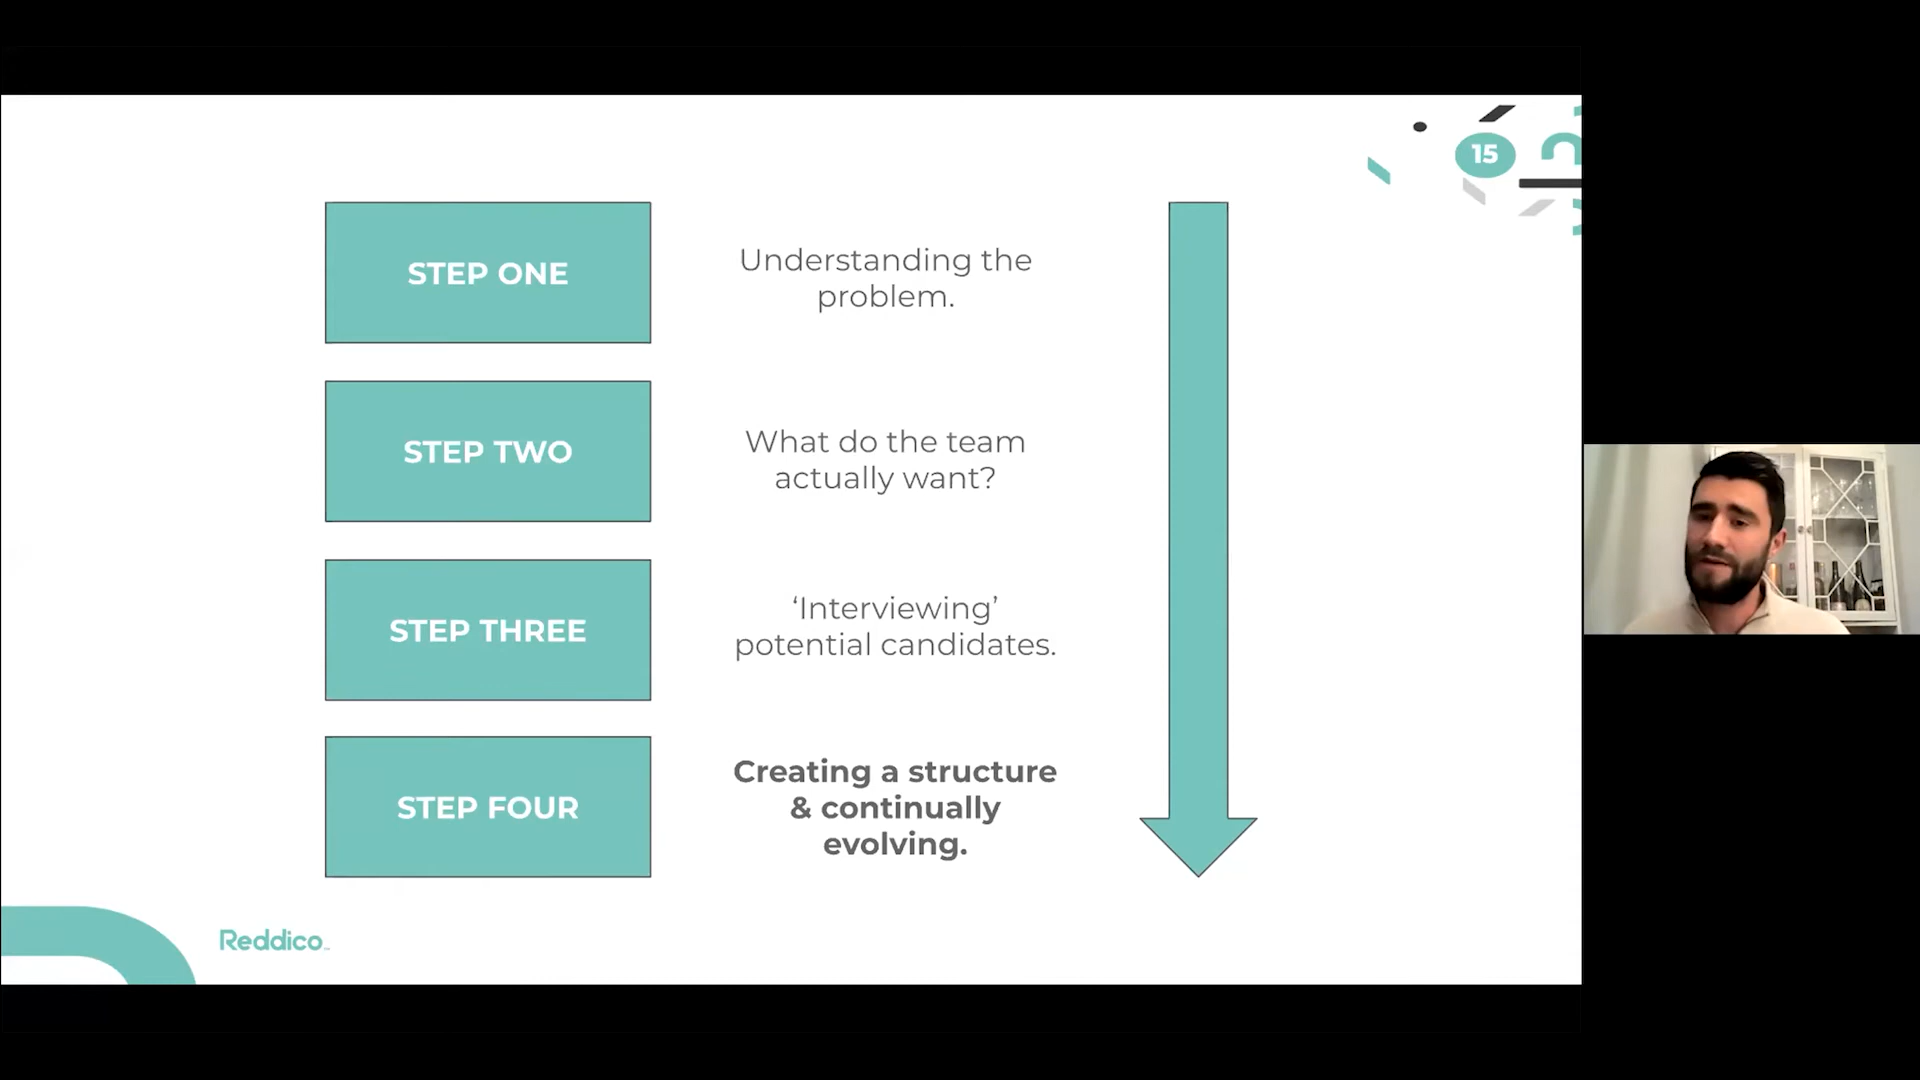 15
STEP ONE
Understanding the
problem.
STEP TWO
What do the team
actually want?
STEP THREE
‘Interviewing’
potential candidates.
STEP FOUR
Creating a structure
& continually
evolving.
Reddico